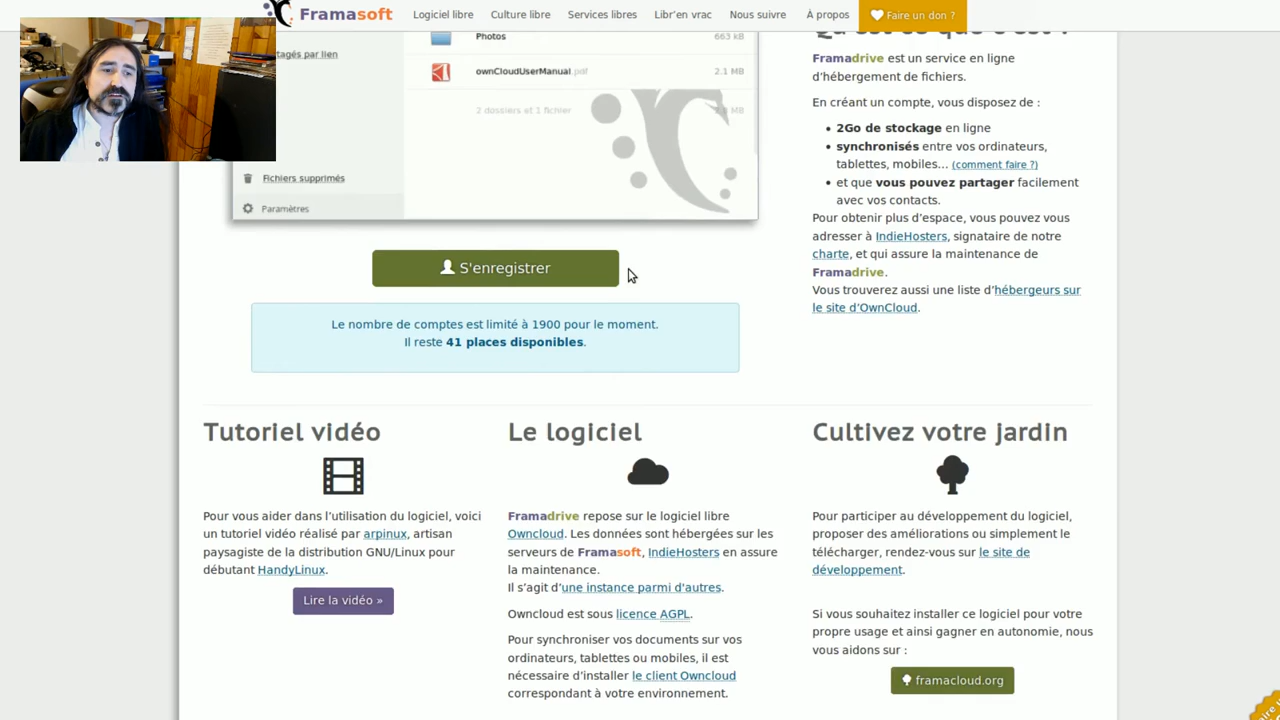 Framasoft
Logiciel libre
Culture libre
Services libres
Libr'en vrac
Nous suivre
À propos
Faire un don ?
tagés par lien
Photos
663 kB
ownCloudUserManual.pdf
2.1 MB
2 dossiers et 1 fichier
MB
Fichiers supprimés
Paramètres
S'enregistrer
Le nombre de comptes est limité à 1900 pour le moment.
Il reste 41 places disponibles.
Framadrive est un service en ligne
d’hébergement de fichiers.
En créant un compte, vous disposez de :
2Go de stockage en ligne
synchronisés entre vos ordinateurs,
tablettes, mobiles… (comment faire ?)
et que vous pouvez partager facilement
avec vos contacts.
Pour obtenir plus d’espace, vous pouvez vous
adresser à IndieHosters, signataire de notre
charte, et qui assure la maintenance de
Framadrive.
Vous trouverez aussi une liste d’hébergeurs sur
le site d’OwnCloud.
Tutoriel vidéo
Pour vous aider dans l’utilisation du logiciel, voici
un tutoriel vidéo réalisé par arpinux, artisan
paysagiste de la distribution GNU/Linux pour
débutant HandyLinux.
Lire la vidéo »
Le logiciel
Framadrive repose sur le logiciel libre
Owncloud. Les données sont hébergées sur les
serveurs de Framasoft, IndieHosters en assure
la maintenance.
Il s’agit d’une instance parmi d’autres.
Owncloud est sous licence AGPL.
Pour synchroniser vos documents sur vos
ordinateurs, tablettes ou mobiles, il est
nécessaire d’installer le client Owncloud
correspondant à votre environnement.
Cultivez votre jardin
Pour participer au développement du logiciel,
proposer des améliorations ou simplement le
télécharger, rendez-vous sur le site de
développement.
Si vous souhaitez installer ce logiciel pour votre
propre usage et ainsi gagner en autonomie, nous
vous aidons sur :
framacloud.org